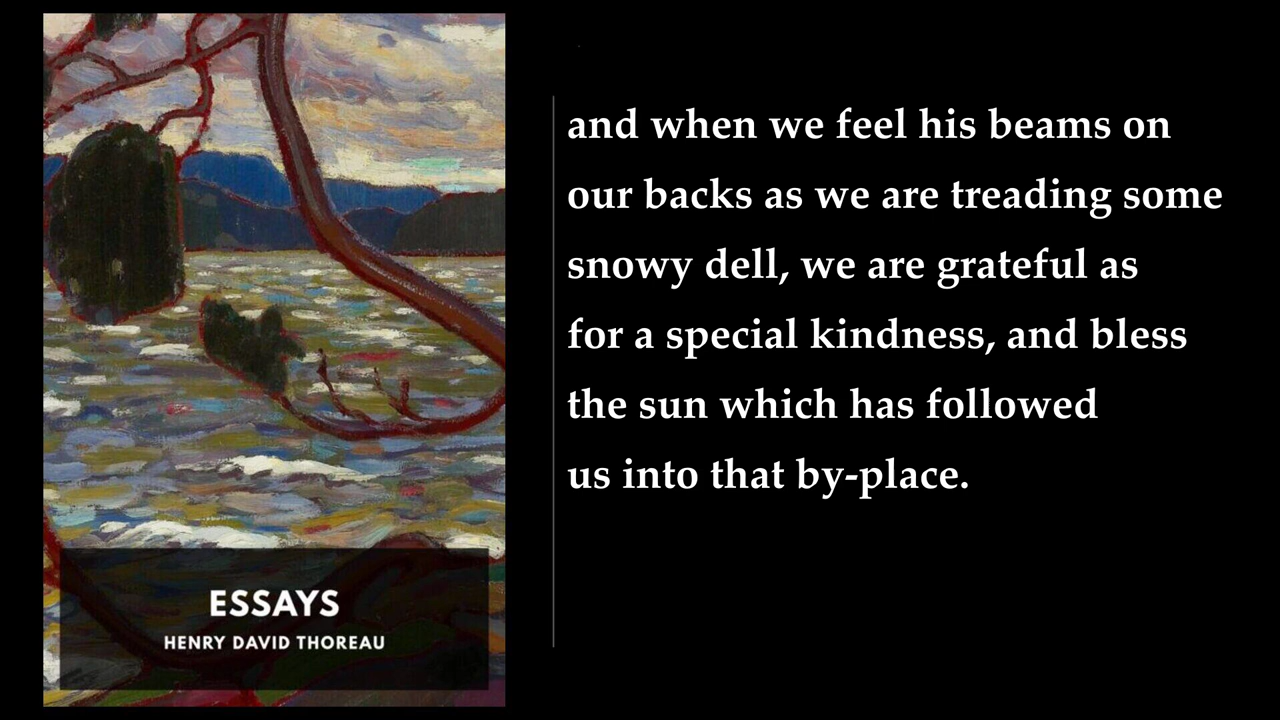 ESSAYS
HENRY DAVID THOREAU
and when we feel his beams on
our backs as we are treading some
snowy dell, we are grateful as
for a special kindness, and bless
the sun which has followed
us into that by-place.